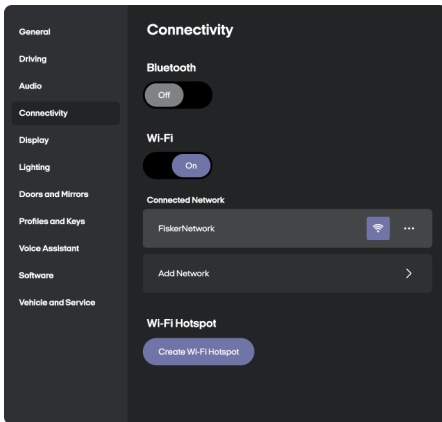 General
Driving
Audio
Connectivity
Display
Lighting
Doors and Mirrors
Profiles and Keys
Voice Assistant
Software
Vehicle and Service
Connectivity
Bluetooth
Off
Wi-Fi
On
Connected Network
FiskerNetwork
Add Network
Wi-Fi Hotspot
Create Wi-Fi Hotspot